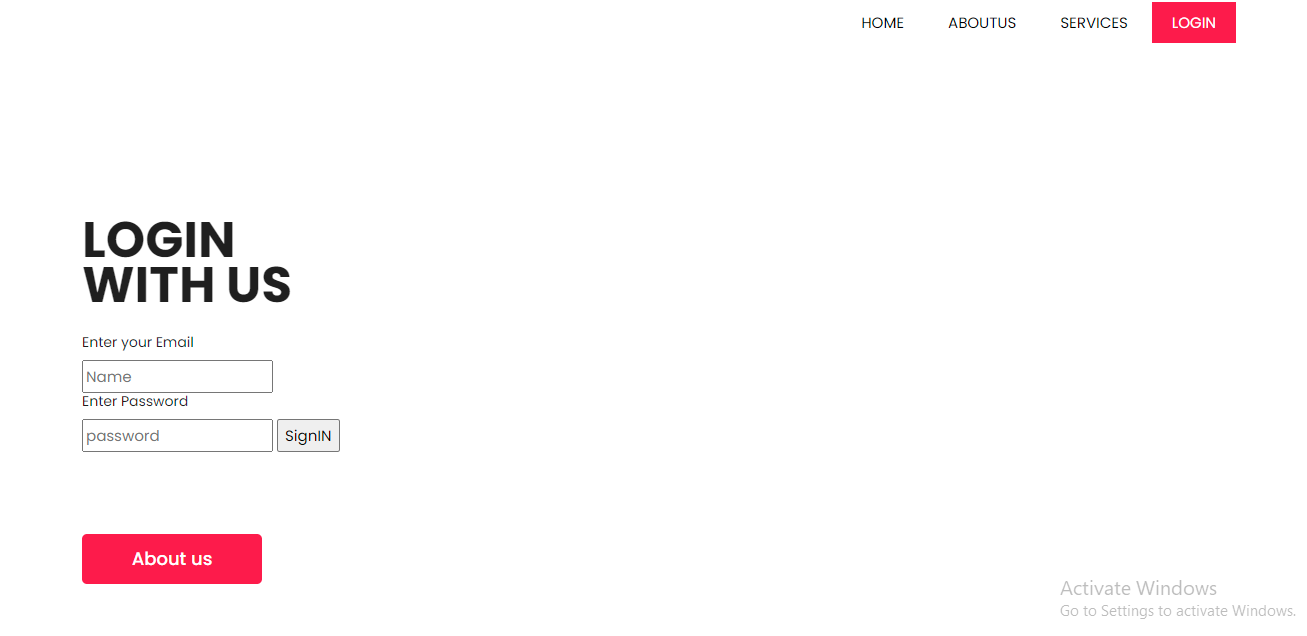 HOME ABOUTUS SERVICES LOGIN
LOGIN
WITH US
Enter your Email
Name
Enter Password
password SignIN
About us
Activate Windows
Go to Settings to activate Windows.